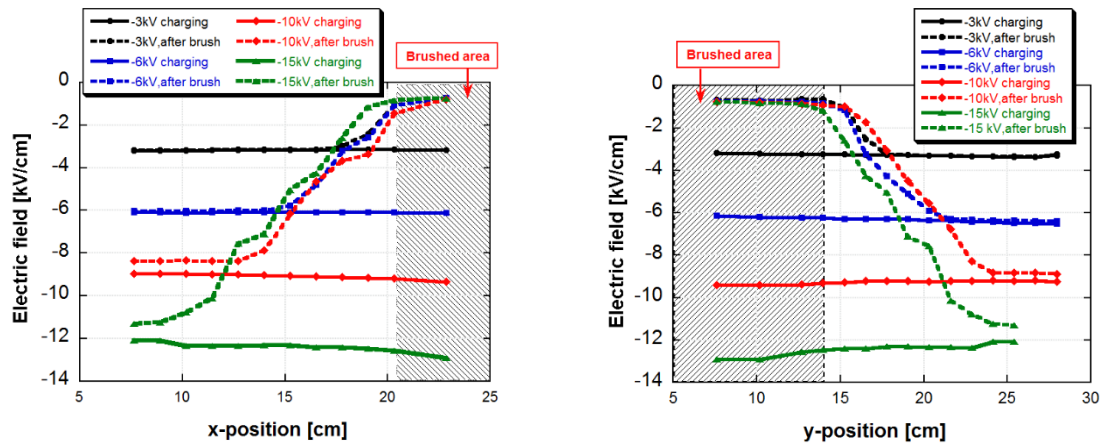 -3kV charging
-3kV,after brush
-6kV charging
-6kV,after brush
-10kV charging
-10kV,after brush
-15kV charging
-15kV,after brush
Brushed area
Electric field [kV/cm]
0
-2
-4
-6
-8
-10
-12
-14
5
10
15
20
25
x-position [cm]
-3kV charging
-3kV,after brush
-6kV charging
-6kV,after brush
-10kV charging
-10kV,after brush
-15kV charging
-15 kV,after brush
Brushed area
Electric field [kV/cm]
0
-2
-4
-6
-8
-10
-12
-14
5
10
15
20
25
30
y-position [cm]